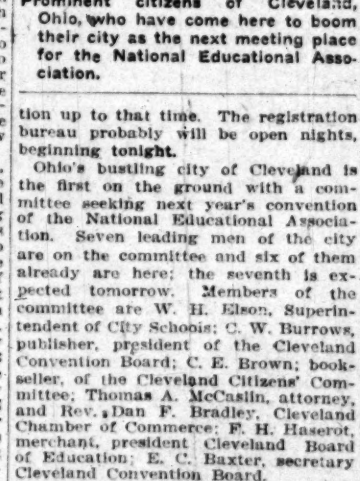 Prominent citizens of Cleveland,
Ohio, who have come here to boom
their city as the next meeting place
for the National Educational Asso-
ciation.
tion up to that time. The registration
bureau probably will be open nights,
beginning tonight.
Ohio's bustling city of Cleveland is
the first on the ground with a com-
mittee seeking next year's convention
of the National Educational Associa-
tion. Seven leading men of the city
are on the committee and six of them
already are here; the seventh is ex-
pected tomorrow. Members of the
committee are W. H. Elson, Superin-
tendent of City Schools; C. W. Burrows,
publisher, president of the Cleveland
Convention Board; C. E. Brown; book-
seller, of the Cleveland Citizens' Com-
mittee; Thomas A. McCaslin, attorney,
and Rev. Dan F. Bradley, Cleveland
Chamber of Commerce; F. H. Haserot,
merchant, president Cleveland Board
of Education; E. C. Baxter, secretary
Cleveland Convention Board.